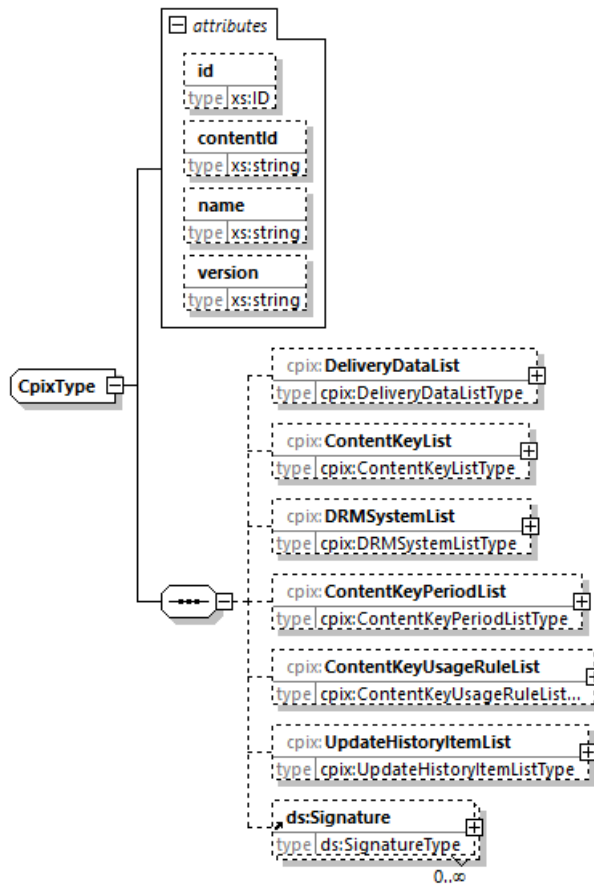 attributes
id
type xs:ID
contentId
type xs:string
name
type xs:string
version
type xs:string
CpixType
cpix:DeliveryDataList
type cpix:DeliveryDataListType
cpix:ContentKeyList
type cpix:ContentKeyListType
cpix:DRMSystemList
type cpix:DRMSystemListType
cpix:ContentKeyPeriodList
type cpix:ContentKeyPeriodListType
cpix:ContentKeyUsageRuleList
type cpix:ContentKeyUsageRuleList...
cpix:UpdateHistoryItemList
type cpix:UpdateHistoryItemListType
ds:Signature
type ds:SignatureType
0..∞